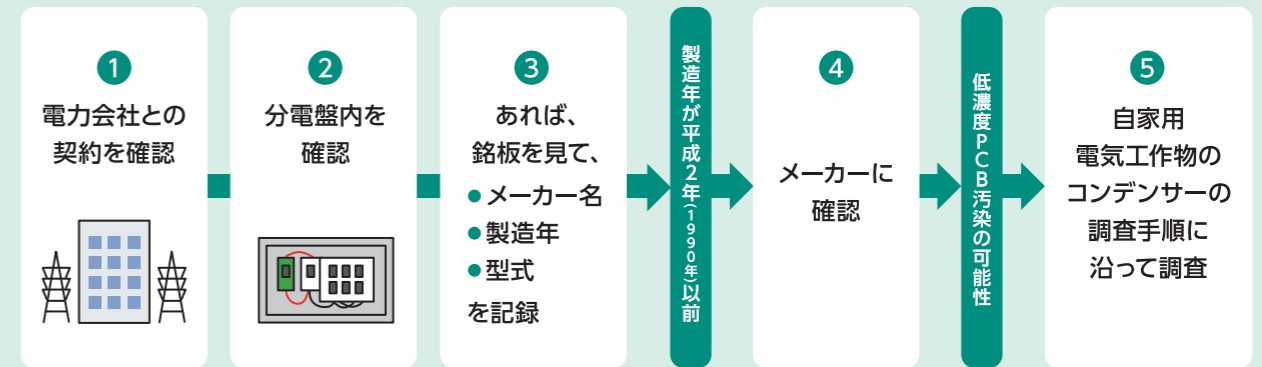 1
電力会社との
契約を確認
2
分電盤内を
確認
3
あれば、
銘板を見て、
●メーカー名
●製造年
●型式
を記録
製造年が平成2年(1990年)以前
4
メーカーに
確認
低濃度PCB汚染の可能性
5
自家用
電気工作物の
コンデンサーの
調査手順に
沿って調査